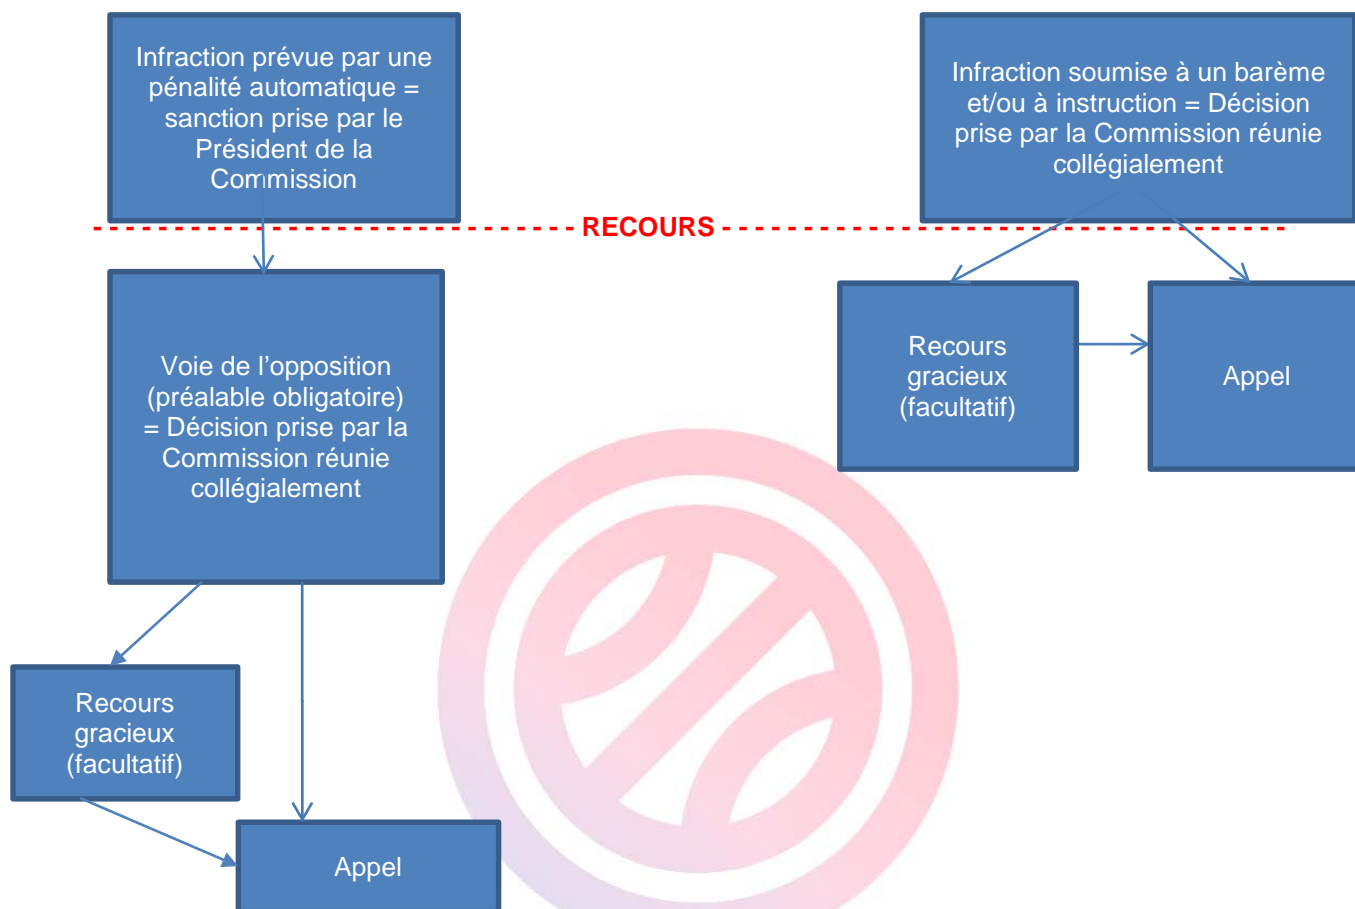 Infraction prévue par une
pénalité automatique =
sanction prise par le
Président de la
Commission
Infraction soumise à un barème
et/ou à instruction = Décision
prise par la Commission réunie
collégialement
RECOURS
Voie de l’opposition
(préalable obligatoire)
= Décision prise par la
Commission réunie
collégialement
Recours
gracieux
(facultatif)
Appel
Recours
gracieux
(facultatif)
Appel